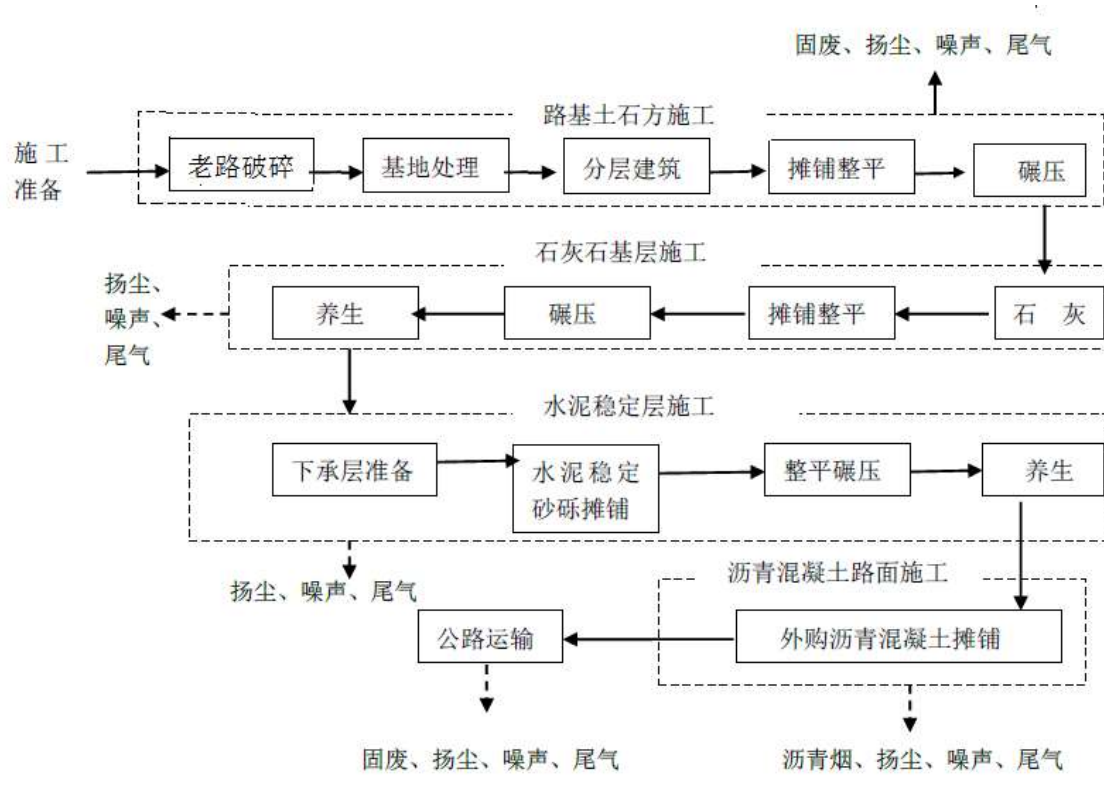 固废、扬尘、噪声、尾气
路基土石方施工
施 工
准备
老路破碎
基地处理
分层建筑
摊铺整平
碾压
石灰石基层施工
扬尘、
噪声、
尾气
养生
碾压
摊铺整平
石 灰
水泥稳定层施工
下承层准备
水泥稳定
砂砾摊铺
整平碾压
养生
扬尘、噪声、尾气
沥青混凝土路面施工
公路运输
外购沥青混凝土摊铺
固废、扬尘、噪声、尾气
沥青烟、扬尘、噪声、尾气